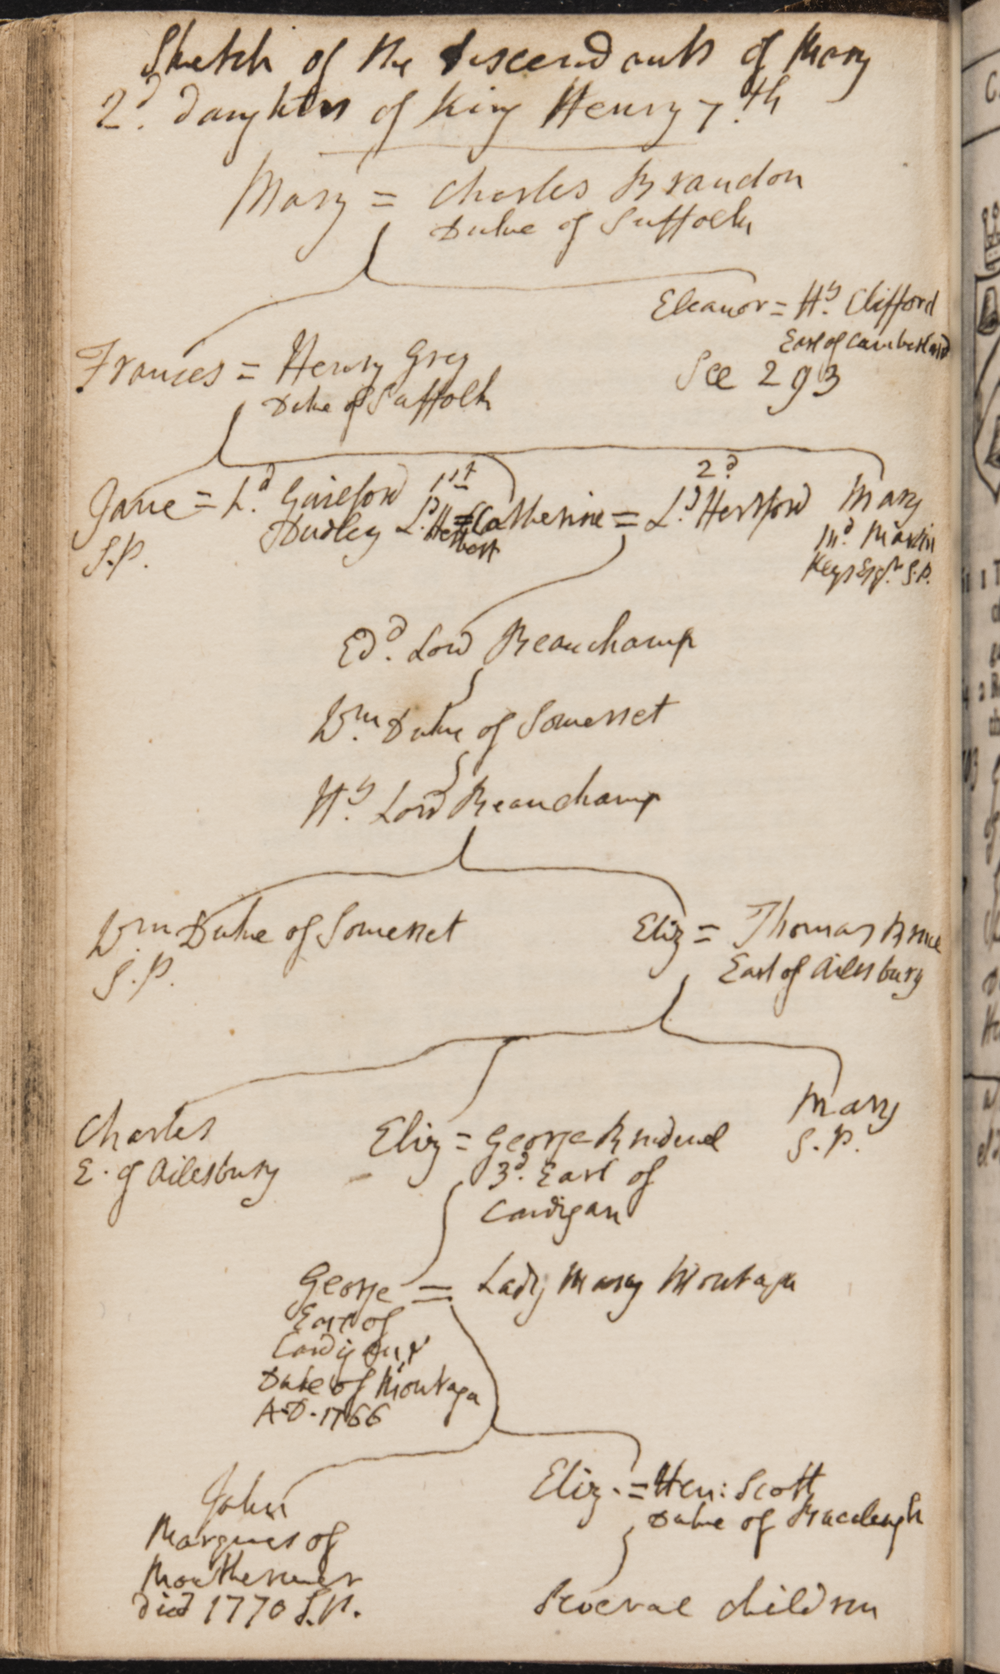 Sketch of the descendants of Mary
2d. daughter of King Henry 7.th
Mary = Charles Brandon
Duke of Suffolk
Eleanor = Hy. Clifford
Earl of Cumberland
See 293
Frances = Henry Grey
Duke of Suffolk
Jane = Ld. Guilford
Dudley
S.P.
1st
Ld. Herbert = Catherine = 2d Ld. Hertford
Mary
md. Martin
Keys Esqr. S.P.
Edd. Lord Beauchamp
Wm. Duke of Somerset
Hy. Lord Beauchamp
Wm. Duke of Somerset
S.P.
Eliz = Thomas Bruce
Earl of Ailesbury
Charles
E. of Ailesbury
Eliz = George Brudenel
3d. Earl of
Cardigan
Mary
S.P.
George = Lady Mary Montagu
Earl of
Cardigan &
Duke of Montagu
A.D. 1766
John
Marquess of
Monthermer
died 1770 S.P.
Eliz. = Hen: Scott
Duke of Buccleugh
Several children